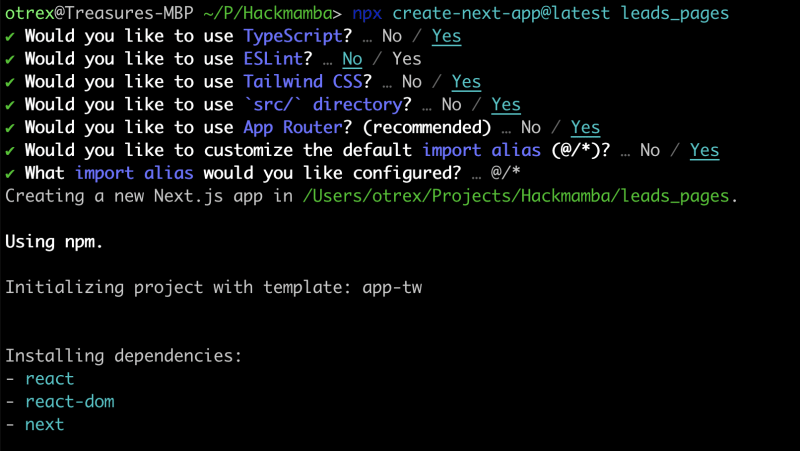 otrex@Treasures-MBP ~/P/Hackmamba> npx create-next-app@latest leads_pages
✔ Would you like to use TypeScript? … No / Yes
✔ Would you like to use ESLint? … No / Yes
✔ Would you like to use Tailwind CSS? … No / Yes
✔ Would you like to use `src/` directory? … No / Yes
✔ Would you like to use App Router? (recommended) … No / Yes
✔ Would you like to customize the default import alias (@/*)? … No / Yes
✔ What import alias would you like configured? … @/*
Creating a new Next.js app in /Users/otrex/Projects/Hackmamba/leads_pages.
Using npm.
Initializing project with template: app-tw
Installing dependencies:
- react
- react-dom
- next